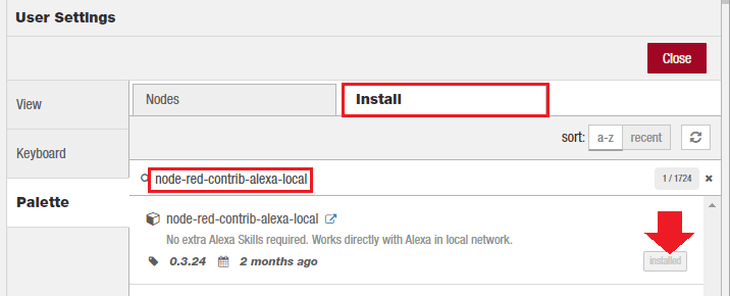 User Settings
Close
View
Keyboard
Palette
Nodes
Install
sort: a-z recent
node-red-contrib-alexa-local
1 / 1724
node-red-contrib-alexa-local
No extra Alexa Skills required. Works directly with Alexa in local network.
0.3.24 2 months ago
installed